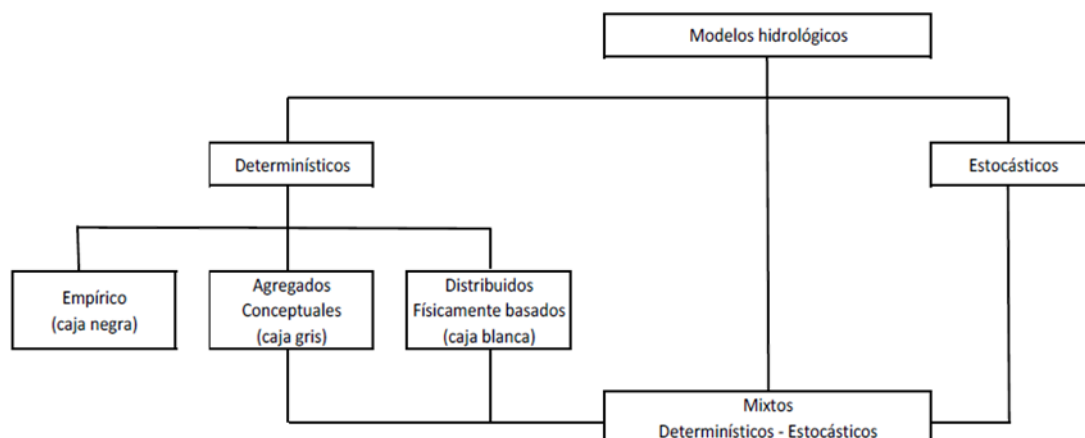 Modelos hidrológicos
Determinísticos
Estocásticos
Empírico
(caja negra)
Agregados
Conceptuales
(caja gris)
Distribuidos
Físicamente basados
(caja blanca)
Mixtos
Determinísticos - Estocásticos